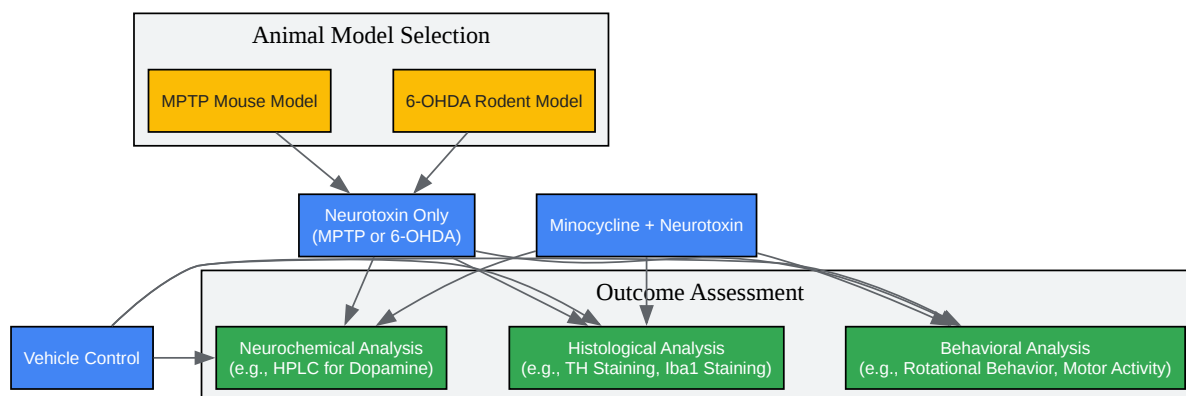 Animal Model Selection
MPTP Mouse Model
6-OHDA Rodent Model
Neurotoxin Only
(MPTP or 6-OHDA)
Minocycline + Neurotoxin
Outcome Assessment
Vehicle Control
Neurochemical Analysis
(e.g., HPLC for Dopamine)
Histological Analysis
(e.g., TH Staining, Iba1 Staining)
Behavioral Analysis
(e.g., Rotational Behavior, Motor Activity)